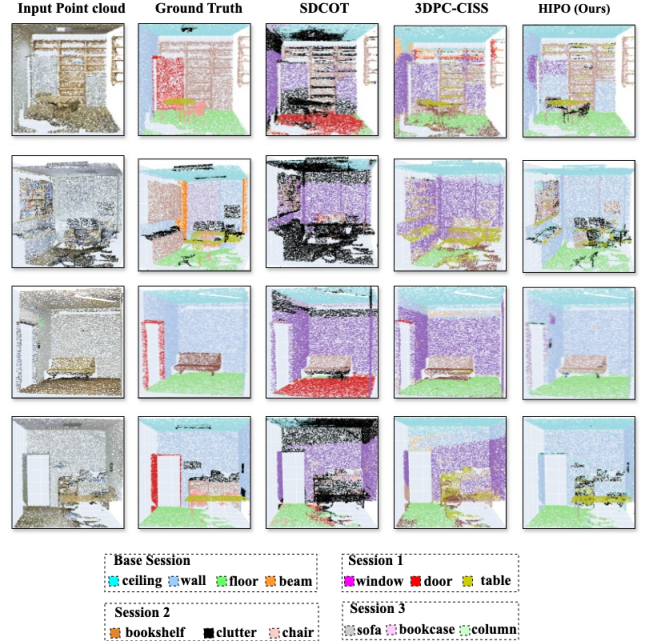 Input Point cloud Ground Truth SDCOT 3DPC-CISS HIPO (Ours)
Base Session
ceiling wall floor beam
Session 1
window door table
Session 2
bookshelf clutter chair
Session 3
sofa bookcase column